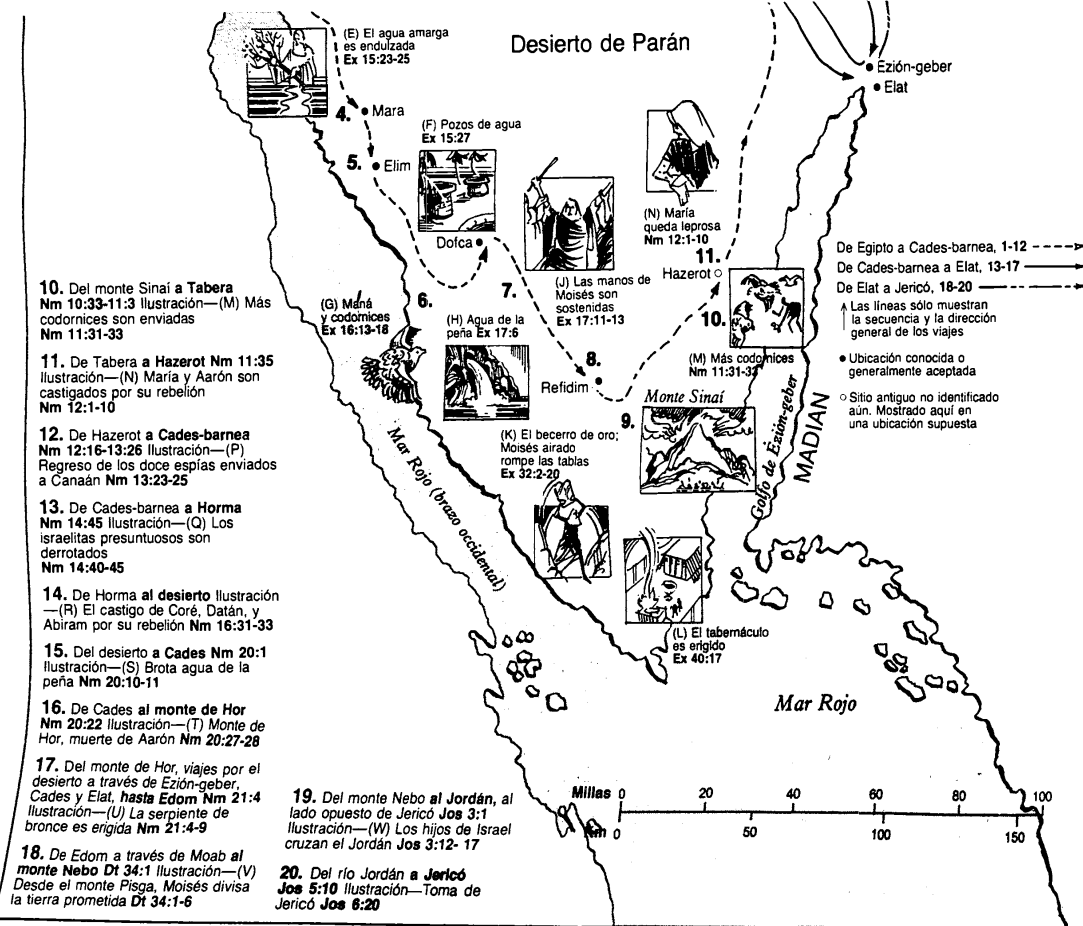 (E) El agua amarga
es endulzada
Ex 15:23-25
Desierto de Parán
Ezión-geber
Elat
4.
Mara
(F) Pozos de agua
Ex 15:27
5.
Elim
(N) María
queda leprosa
Nm 12:1-10
Dofca
11.
Hazerot
De Egipto a Cades-barnea, 1-12
De Cades-barnea a Elat, 13-17
De Elat a Jericó, 18-20
Las líneas sólo muestran
la secuencia y la dirección
general de los viajes
Ubicación conocida o
generalmente aceptada
Sitio antiguo no identificado
aún. Mostrado aquí en
una ubicación supuesta
(J) Las manos de
Moisés son
sostenidas
Ex 17:11-13
6.
7.
10.
(G) Maná
y codornices
Ex 16:13-18
(H) Agua de la
peña Ex 17:6
8.
Refidim
(M) Más codornices
Nm 11:31-33
Monte Sinaí
9.
(K) El becerro de oro;
Moisés airado
rompe las tablas
Ex 32:2-20
Mar Rojo (brazo occidental)
Golfo de Ezión-geber
MADIAN
(L) El tabernáculo
es erigido
Ex 40:17
Mar Rojo
10. Del monte Sinaí a Tabera
Nm 10:33-11:3 Ilustración—(M) Más
codornices son enviadas
Nm 11:31-33
11. De Tabera a Hazerot Nm 11:35
Ilustración—(N) María y Aarón son
castigados por su rebelión
Nm 12:1-10
12. De Hazerot a Cades-barnea
Nm 12:16-13:26 Ilustración—(P)
Regreso de los doce espías enviados
a Canaán Nm 13:23-25
13. De Cades-barnea a Horma
Nm 14:45 Ilustración—(Q) Los
israelitas presuntuosos son
derrotados
Nm 14:40-45
14. De Horma al desierto Ilustración
—(R) El castigo de Coré, Datán, y
Abiram por su rebelión Nm 16:31-33
15. Del desierto a Cades Nm 20:1
Ilustración—(S) Brota agua de la
peña Nm 20:10-11
16. De Cades al monte de Hor
Nm 20:22 Ilustración—(T) Monte de
Hor, muerte de Aarón Nm 20:27-28
17. Del monte de Hor, viajes por el
desierto a través de Ezión-geber,
Cades y Elat, hasta Edom Nm 21:4
Ilustración—(U) La serpiente de
bronce es erigida Nm 21:4-9
18. De Edom a través de Moab al
monte Nebo Dt 34:1 Ilustración—(V)
Desde el monte Pisga, Moisés divisa
la tierra prometida Dt 34:1-6
19. Del monte Nebo al Jordán, al
lado opuesto de Jericó Jos 3:1
Ilustración—(W) Los hijos de Israel
cruzan el Jordán Jos 3:12- 17
20. Del río Jordán a Jericó
Jos 5:10 Ilustración—Toma de
Jericó Jos 6:20
Millas 0 20 40 60 80 100
Km 0 50 100 150